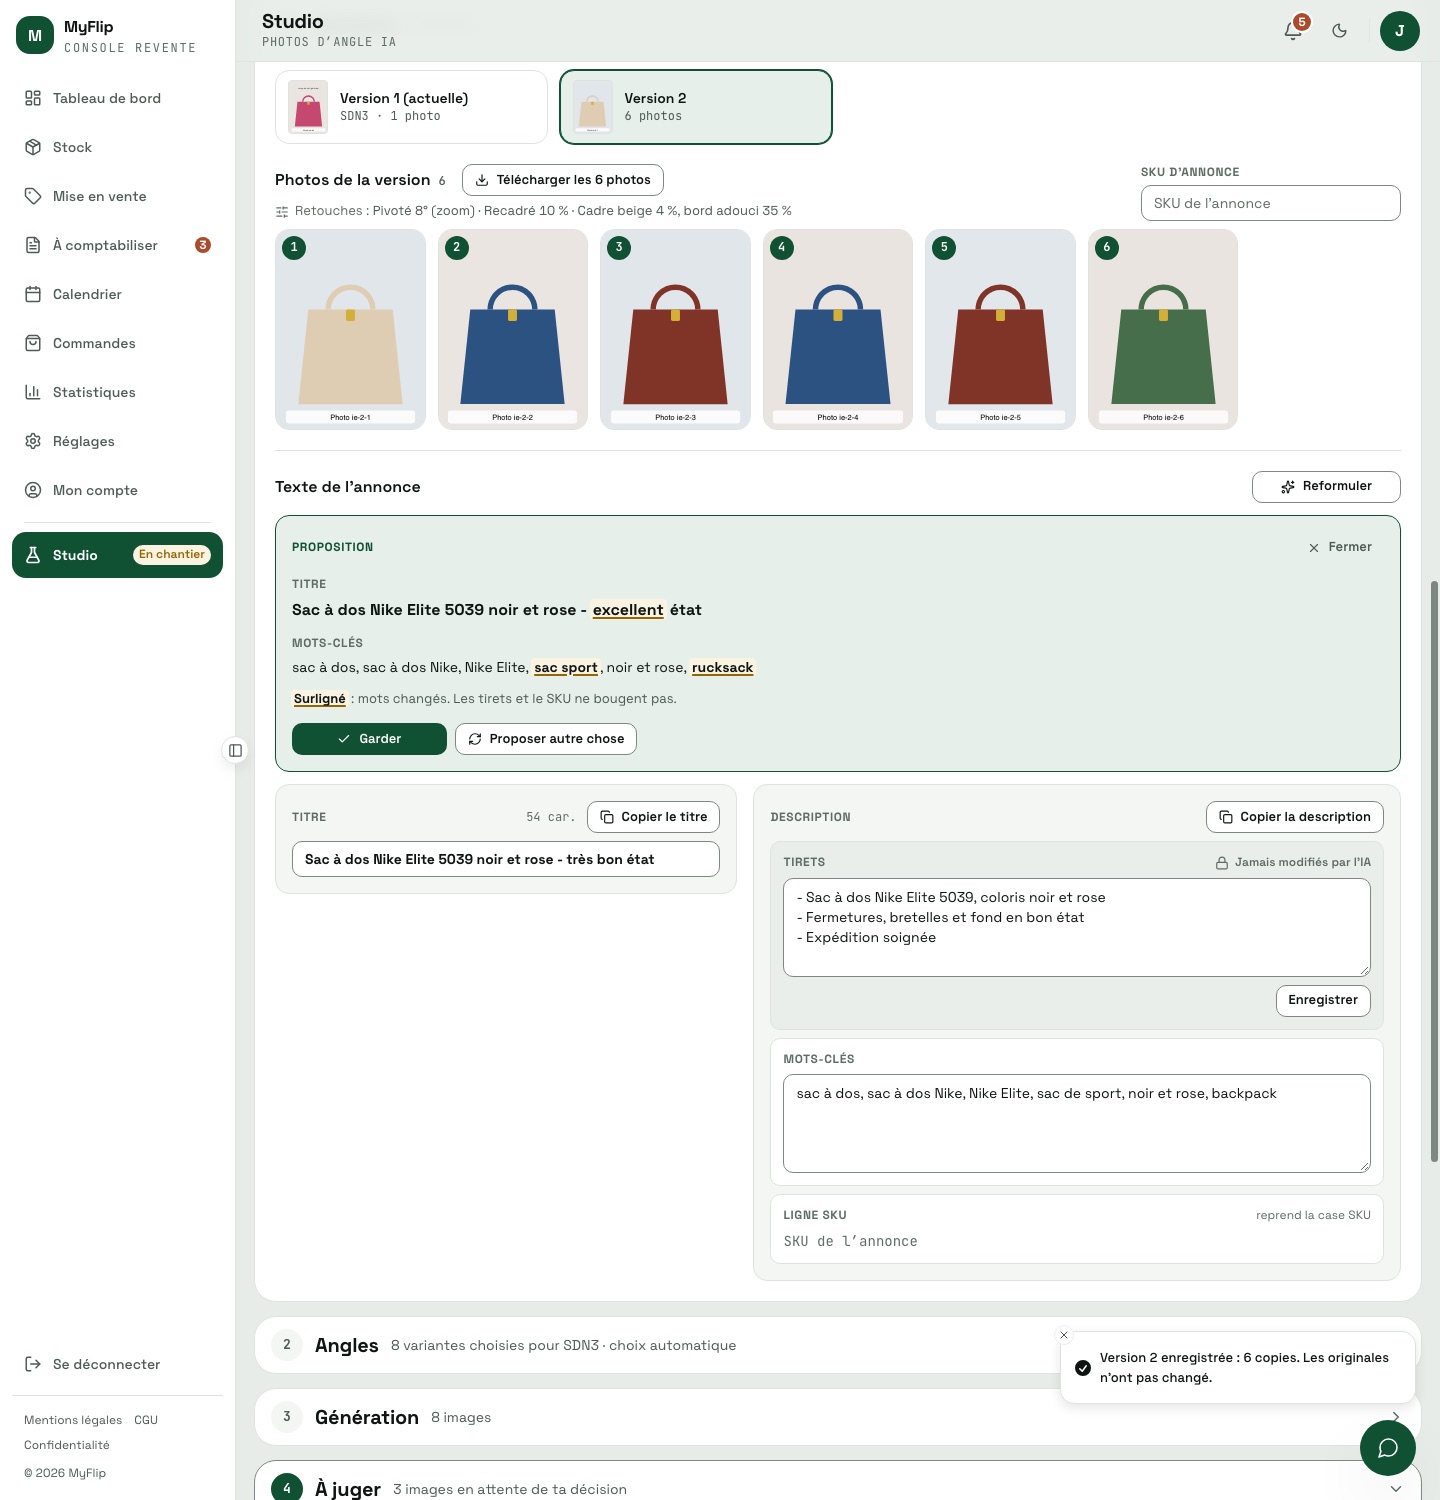 M
MyFlip
CONSOLE REVENTE
Tableau de bord
Stock
Mise en vente
À comptabiliser
3
Calendrier
Commandes
Statistiques
Réglages
Mon compte
Studio
En chantier
Se déconnecter
Mentions légales CGU
Confidentialité
© 2026 MyFlip
Studio
PHOTOS D'ANGLE IA
5
J
Version 1 (actuelle)
SDN3 · 1 photo
Version 2
6 photos
Photos de la version 6
Télécharger les 6 photos
SKU D'ANNONCE
SKU de l'annonce
Retouches : Pivoté 8° (zoom) · Recadré 10 % · Cadre beige 4 %, bord adouci 35 %
1
2
3
4
5
6
Photo ie-2-1
Photo ie-2-2
Photo ie-2-3
Photo ie-2-4
Photo ie-2-5
Photo ie-2-6
Texte de l'annonce
Reformuler
PROPOSITION
Fermer
TITRE
Sac à dos Nike Elite 5039 noir et rose - excellent état
MOTS-CLÉS
sac à dos, sac à dos Nike, Nike Elite, sac sport, noir et rose, rucksack
Surligné : mots changés. Les tirets et le SKU ne bougent pas.
Garder
Proposer autre chose
TITRE
54 car.
Copier le titre
Sac à dos Nike Elite 5039 noir et rose - très bon état
DESCRIPTION
Copier la description
TIRETS
Jamais modifiés par l'IA
- Sac à dos Nike Elite 5039, coloris noir et rose
- Fermetures, bretelles et fond en bon état
- Expédition soignée
Enregistrer
MOTS-CLÉS
sac à dos, sac à dos Nike, Nike Elite, sac de sport, noir et rose, backpack
LIGNE SKU
reprend la case SKU
SKU de l'annonce
2
Angles
8 variantes choisies pour SDN3 · choix automatique
3
Génération
8 images
4
À juger
3 images en attente de ta décision
Version 2 enregistrée : 6 copies. Les originales
n'ont pas changé.